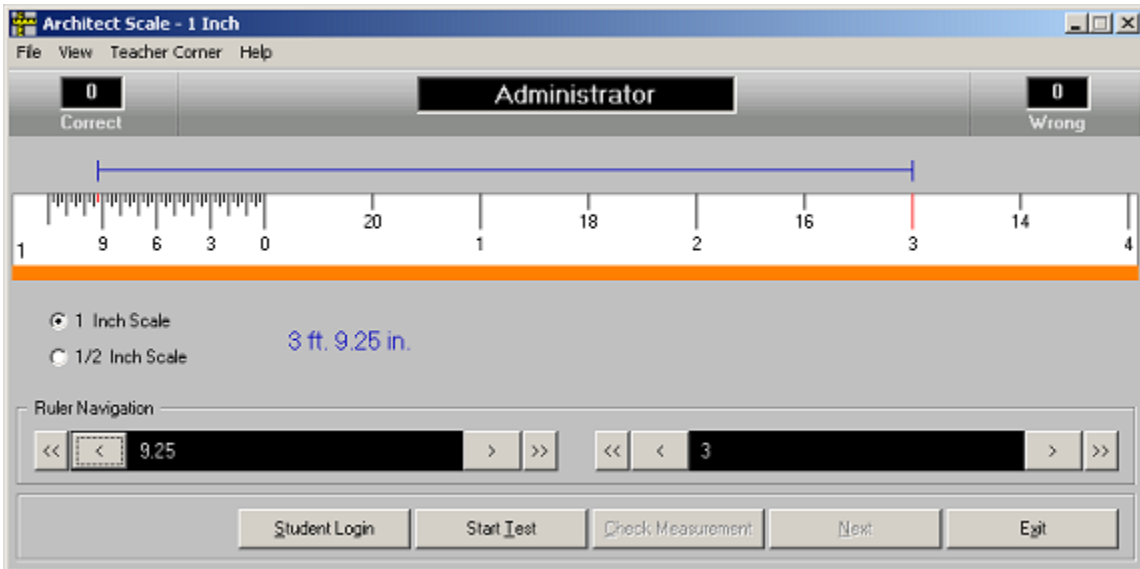 Architect Scale - 1 Inch
File View Teacher Corner Help
0 Administrator 0
Correct Wrong
20 18 16 14
1 9 6 3 0 1 2 3 4
1 Inch Scale
1/2 Inch Scale
3 ft. 9.25 in.
Ruler Navigation
<< < 9.25 > >> << < 3 > >>
Student Login Start Test Check Measurement Next Exit